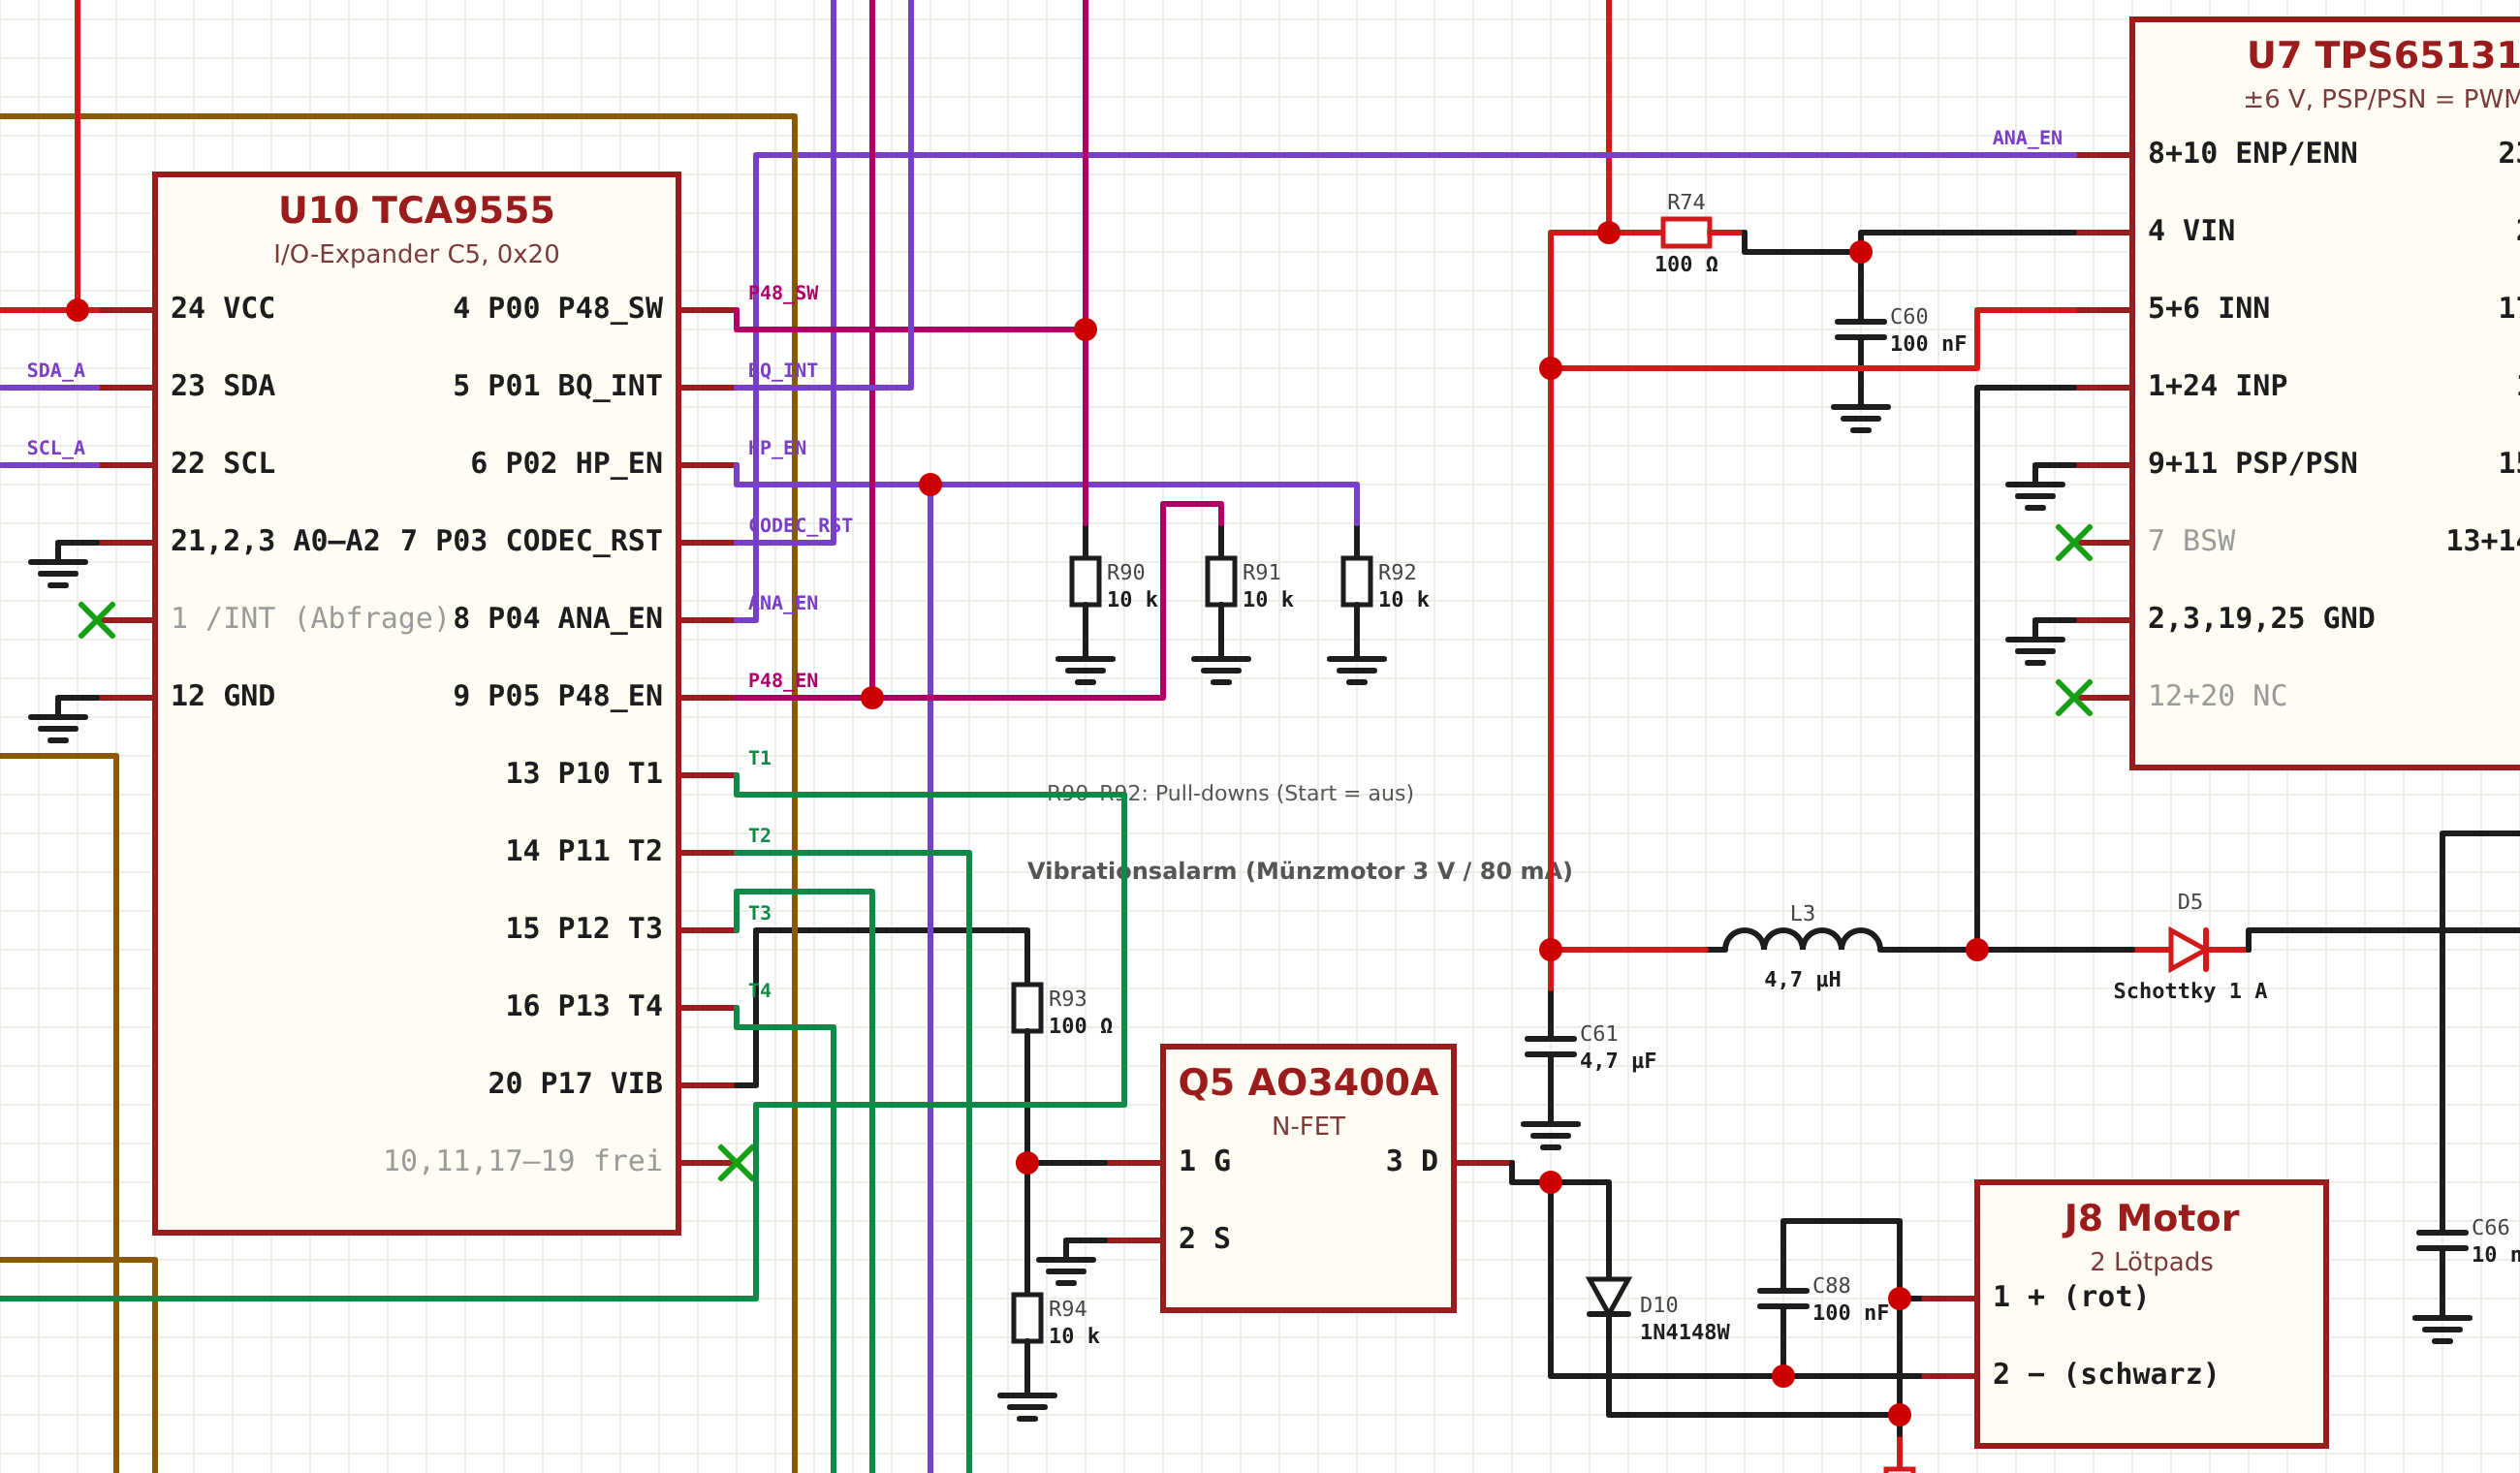 U10 TCA9555
I/O-Expander C5, 0x20
24 VCC
4 P00 P48_SW
P48_SW
SDA_A
23 SDA
5 P01 BQ_INT
BQ_INT
SCL_A
22 SCL
6 P02 HP_EN
HP_EN
21,2,3 A0–A2
7 P03 CODEC_RST
CODEC_RST
1 /INT (Abfrage)
8 P04 ANA_EN
ANA_EN
12 GND
9 P05 P48_EN
P48_EN
13 P10 T1
T1
14 P11 T2
T2
15 P12 T3
T3
16 P13 T4
T4
20 P17 VIB
10,11,17–19 frei
R90
10 k
R91
10 k
R92
10 k
R90–R92: Pull-downs (Start = aus)
Vibrationsalarm (Münzmotor 3 V / 80 mA)
R93
100 Ω
R94
10 k
Q5 AO3400A
N-FET
1 G
3 D
2 S
R74
100 Ω
C60
100 nF
ANA_EN
U7 TPS65131
±6 V, PSP/PSN = PWM
8+10 ENP/ENN
4 VIN
5+6 INN
1+24 INP
9+11 PSP/PSN
7 BSW
13+14
2,3,19,25 GND
12+20 NC
L3
4,7 µH
D5
Schottky 1 A
C61
4,7 µF
D10
1N4148W
C88
100 nF
J8 Motor
2 Lötpads
1 + (rot)
2 − (schwarz)
C66
10